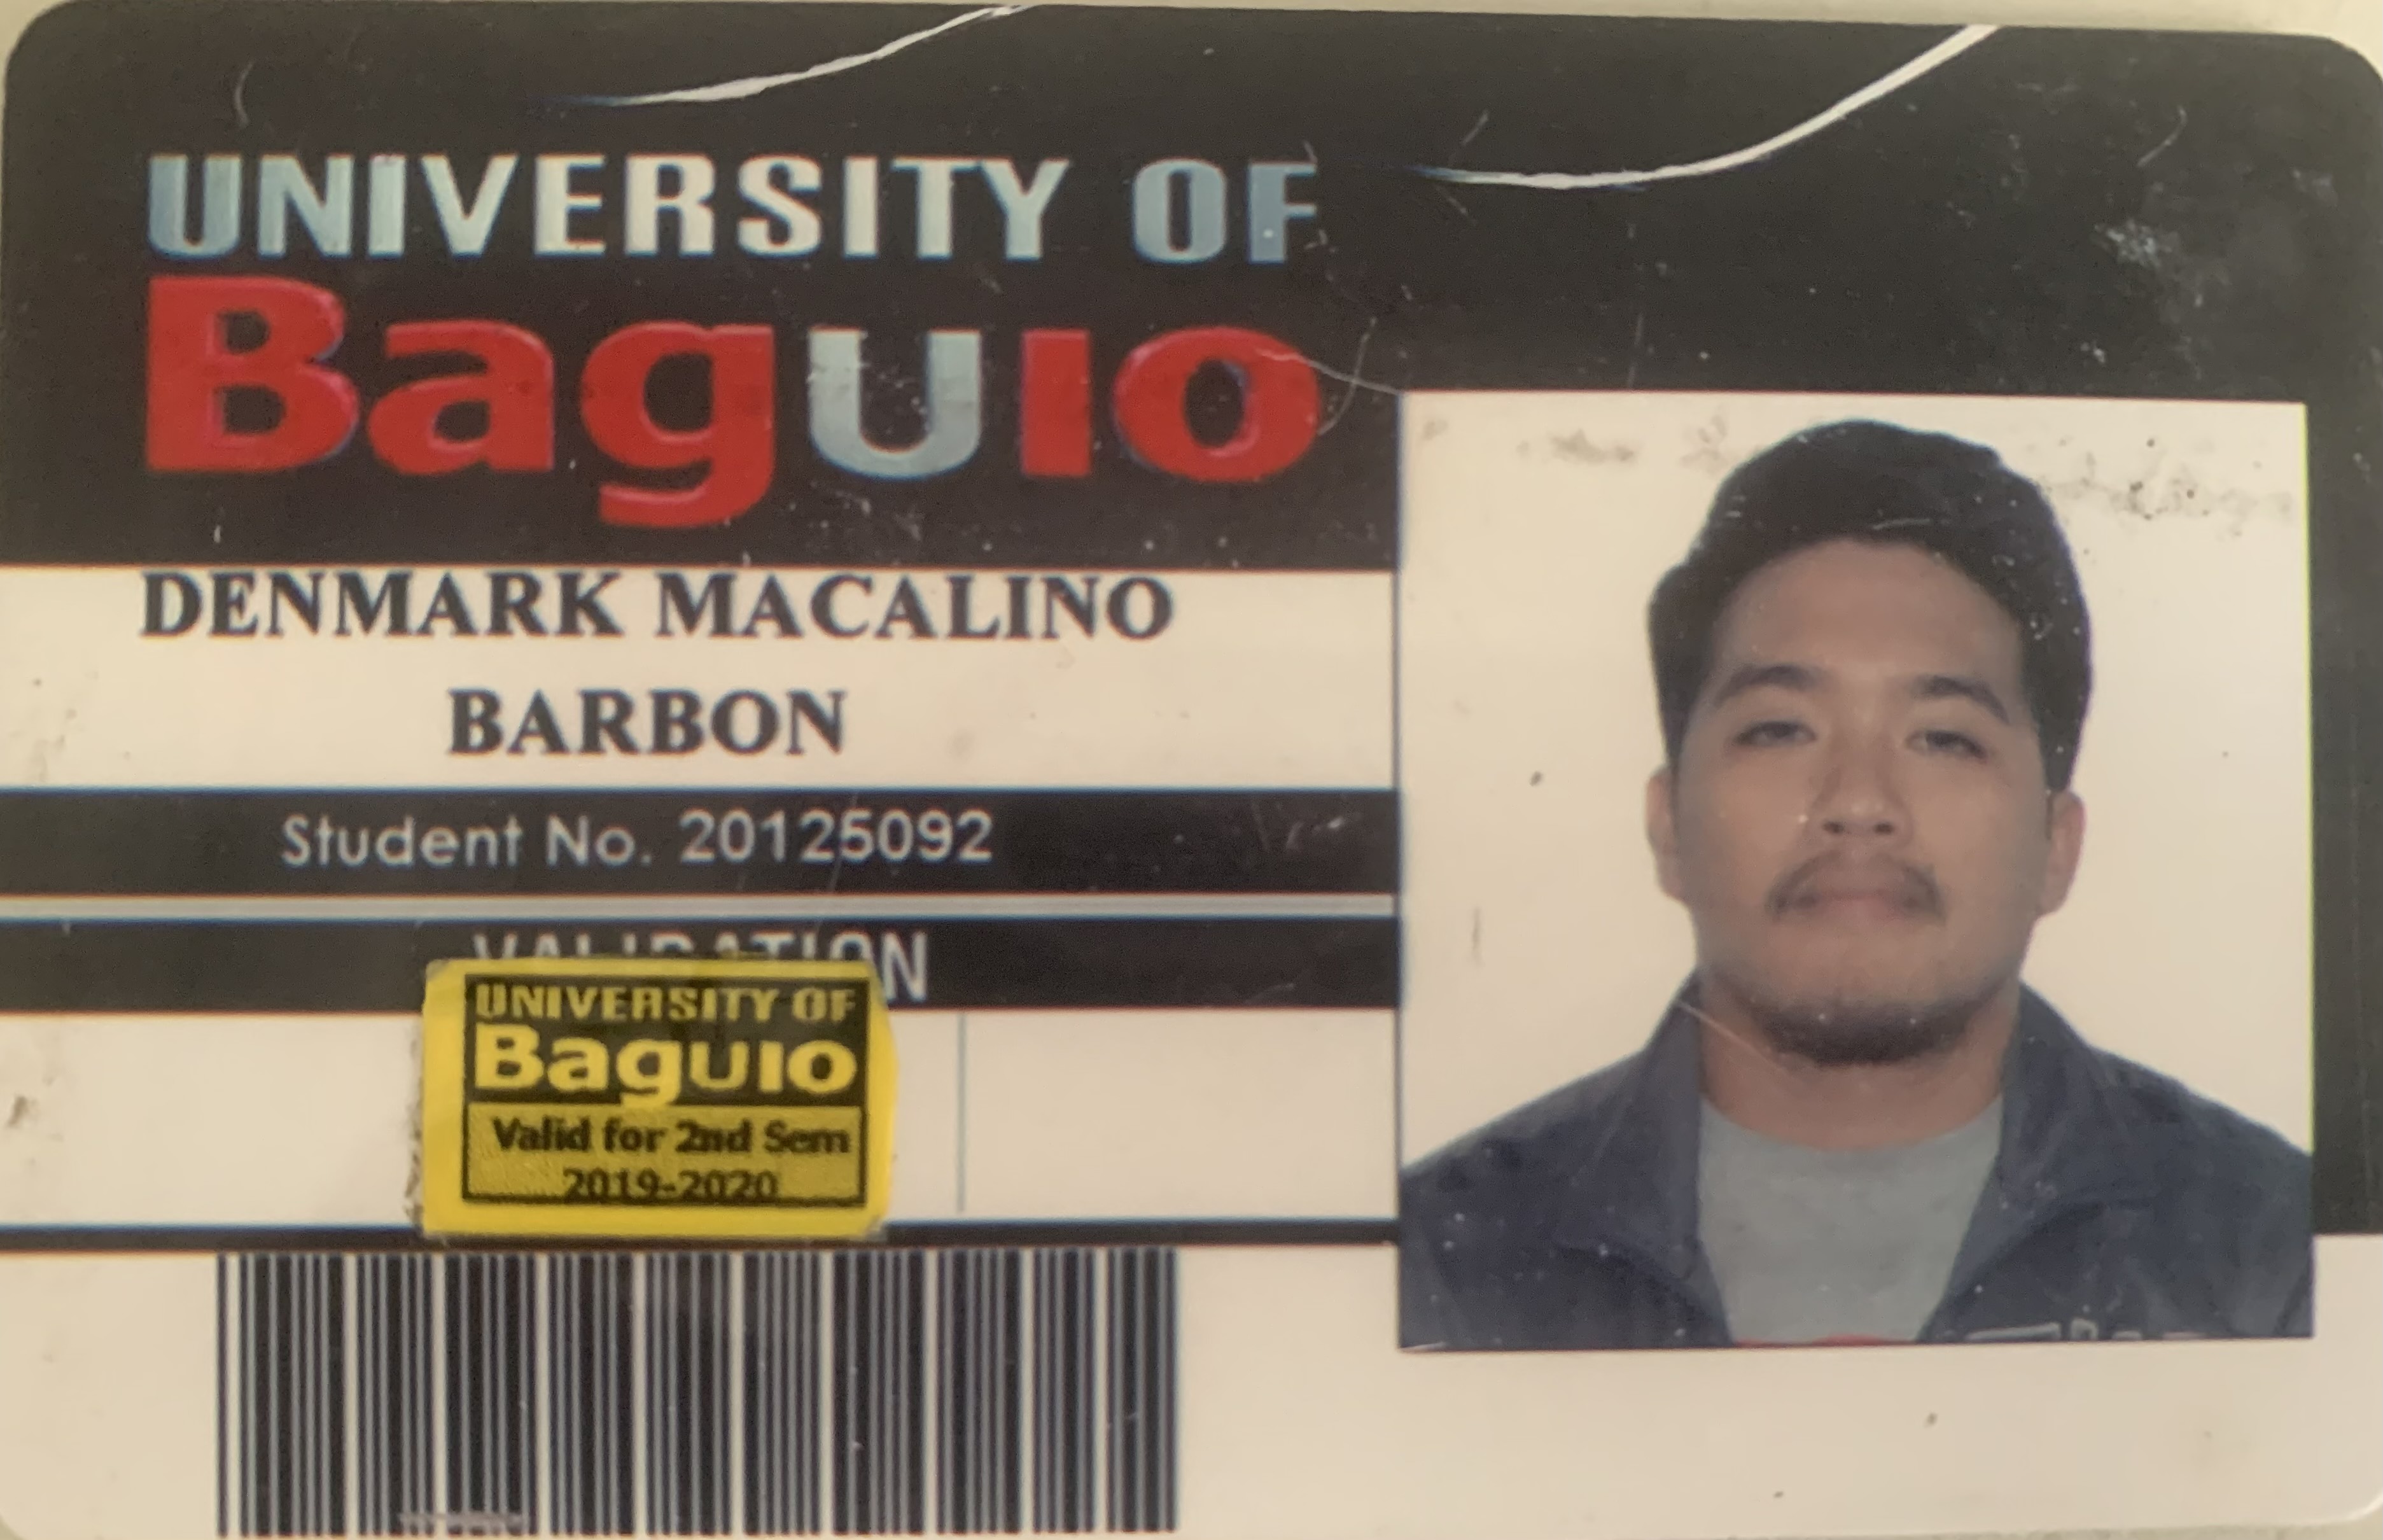 UNIVERSITY OF
Baguio
DENMARK MACALINO
BARBON
Student No. 20125092
VALIDATION
UNIVERSITY OF
Baguio
Valid for 2nd Sem
2019-2020